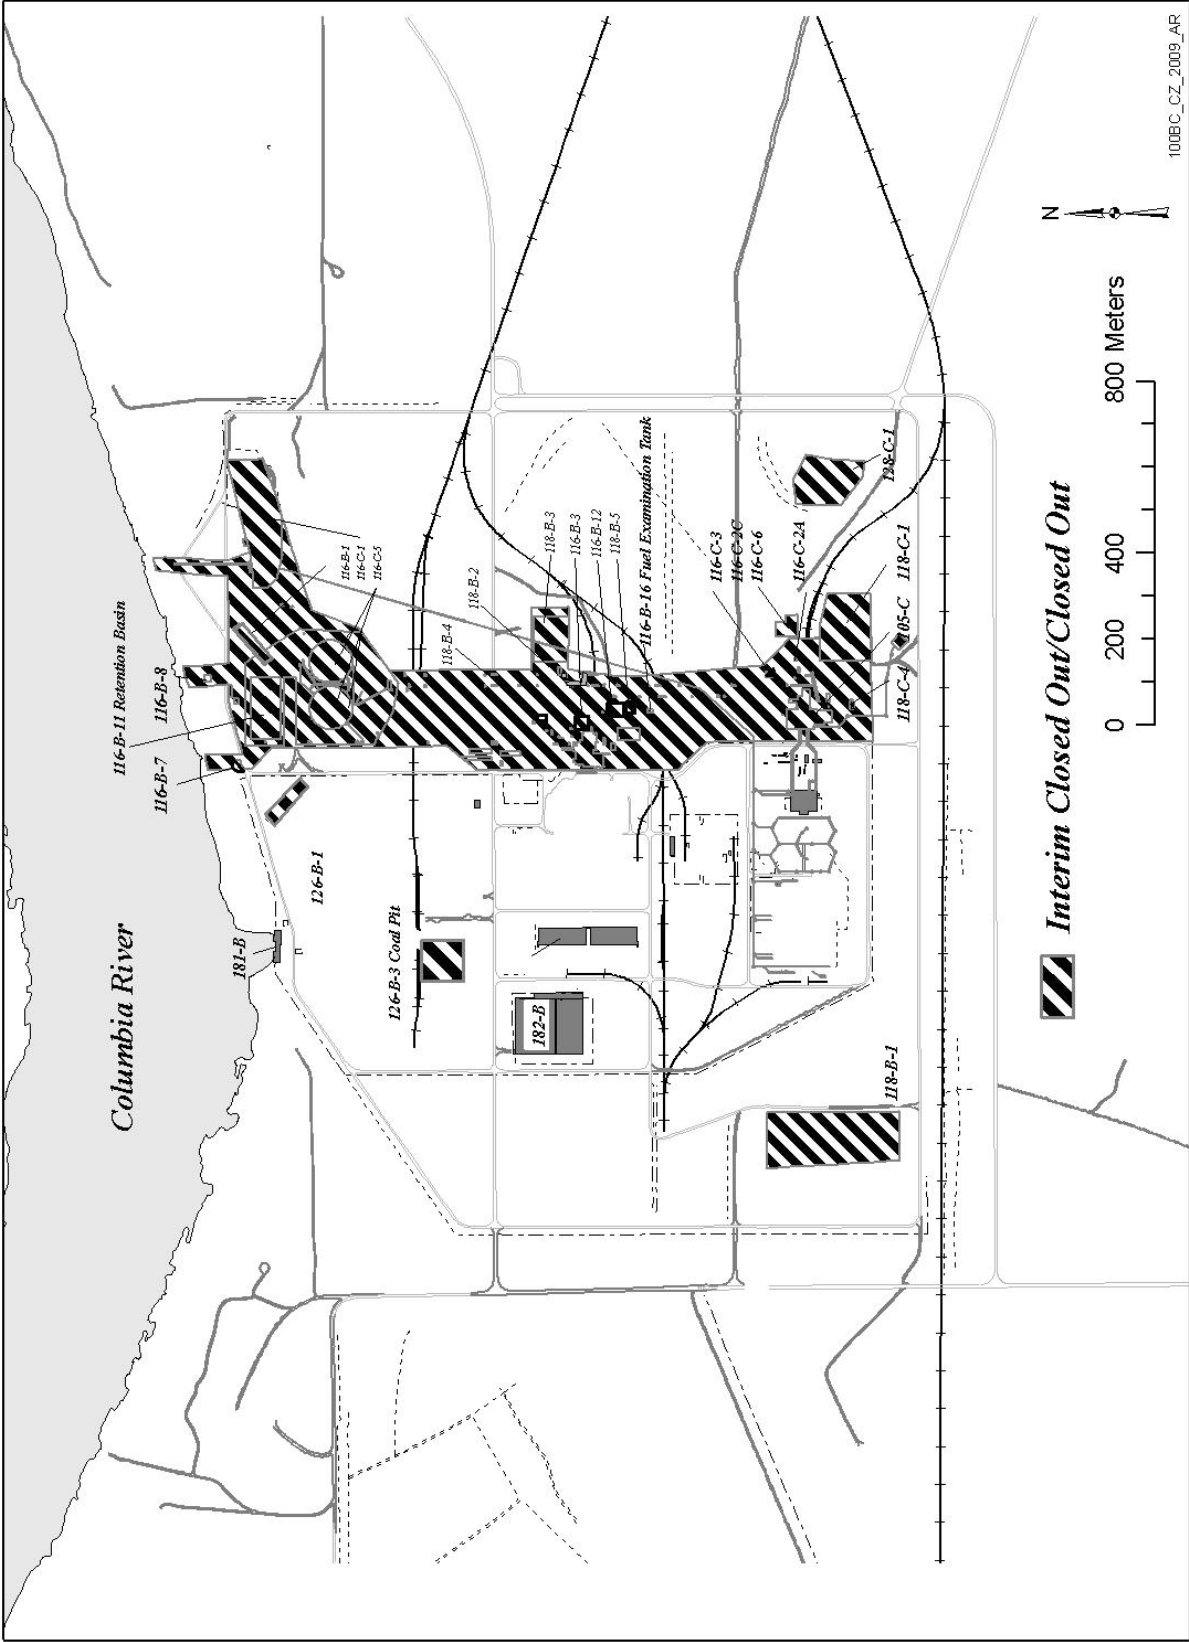 Columbia River
181-B
126-B-1
126-B-3 Coal Pit
182-B
118-B-1
116-B-7
116-B-11 Retention Basin
116-B-8
116-B-1
116-C-1
116-C-5
118-B-4
118-B-2
118-B-3
116-B-3
116-B-12
118-B-5
116-B-16 Fuel Examination Tank
116-C-3
116-C-2C
116-C-6
116-C-2A
128-C-1
118-C-1
105-C
118-C-4
Interim Closed Out/Closed Out
0 200 400 800 Meters
N
100BC_CZ_2009_AR